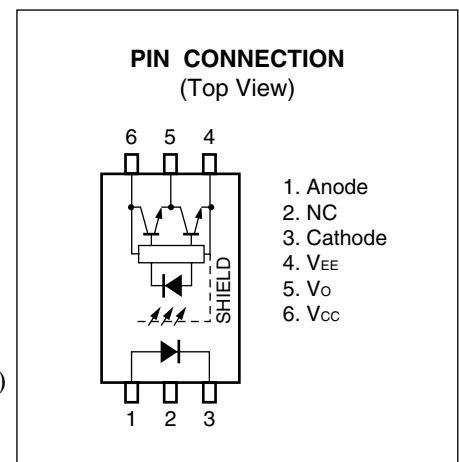 PIN CONNECTION
(Top View)
6 5 4
SHIELD
1. Anode
2. NC
3. Cathode
4. VEE
5. VO
6. VCC
)
1 2 3